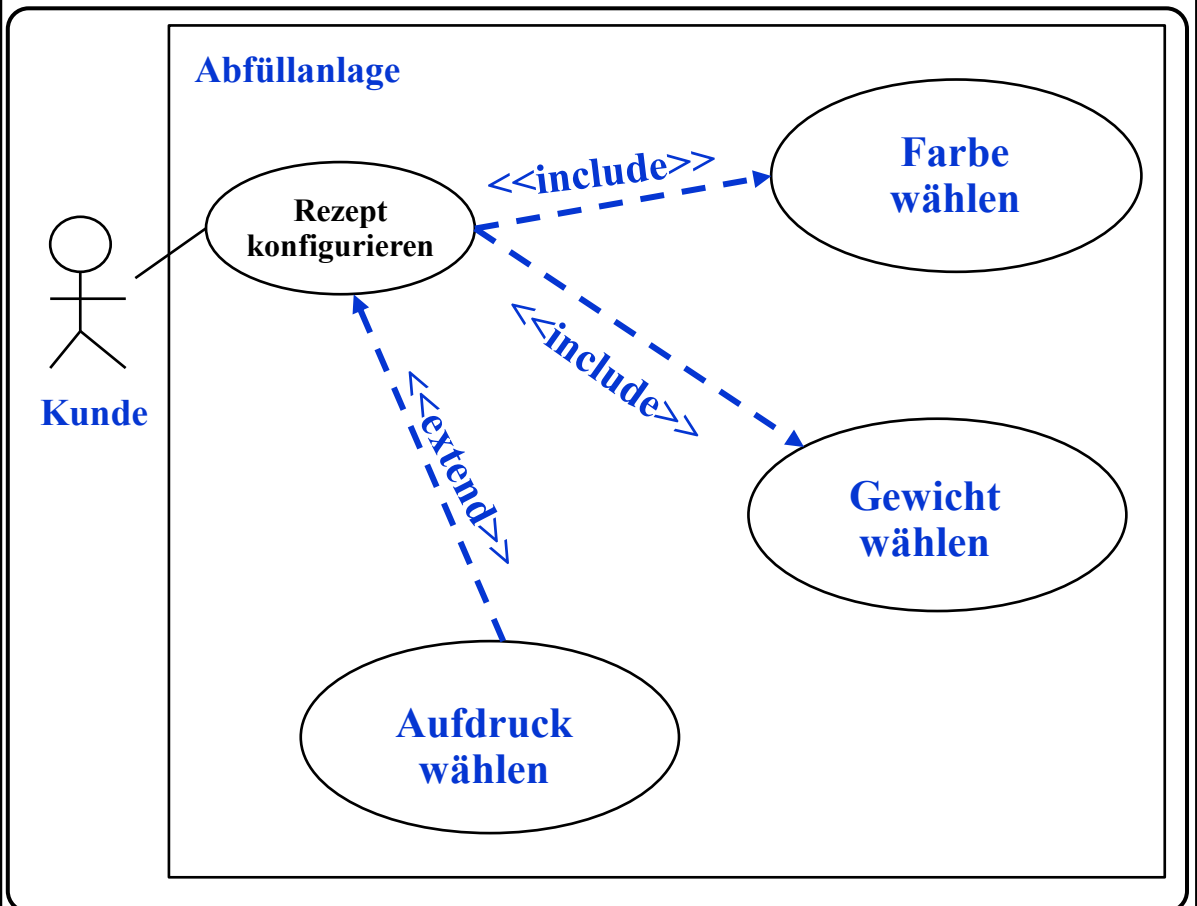 Abfüllanlage
Farbe
wählen
<<include>>
Rezept
konfigurieren
<<include>>
Kunde
<<extend>>
Gewicht
wählen
Aufdruck
wählen